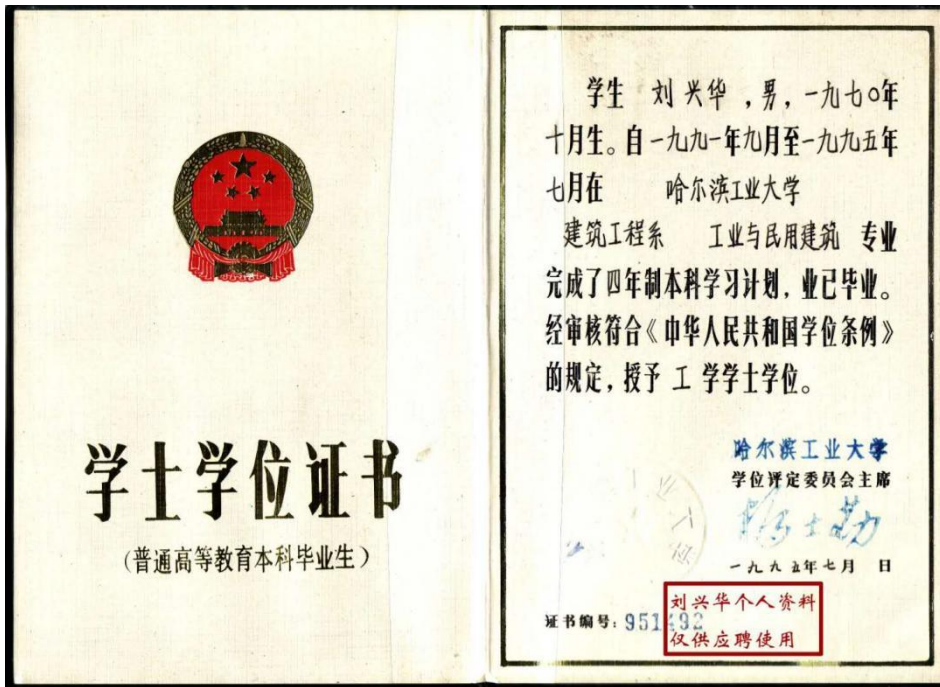 学士学位证书
(普通高等教育本科毕业生)
学生 刘兴华 ,男, 一九七〇年
十月生。自一九九一年九月至一九九五年
七月在 哈尔滨工业大学
建筑工程系 工业与民用建筑 专业
完成了四年制本科学习计划, 业已毕业。
经审核符合《中华人民共和国学位条例》
的规定, 授予 工 学学士学位。
哈尔滨工业大学
学位评定委员会主席
一九九五年七月 日
证书编号: 951492
刘兴华个人资料
仅供应聘使用